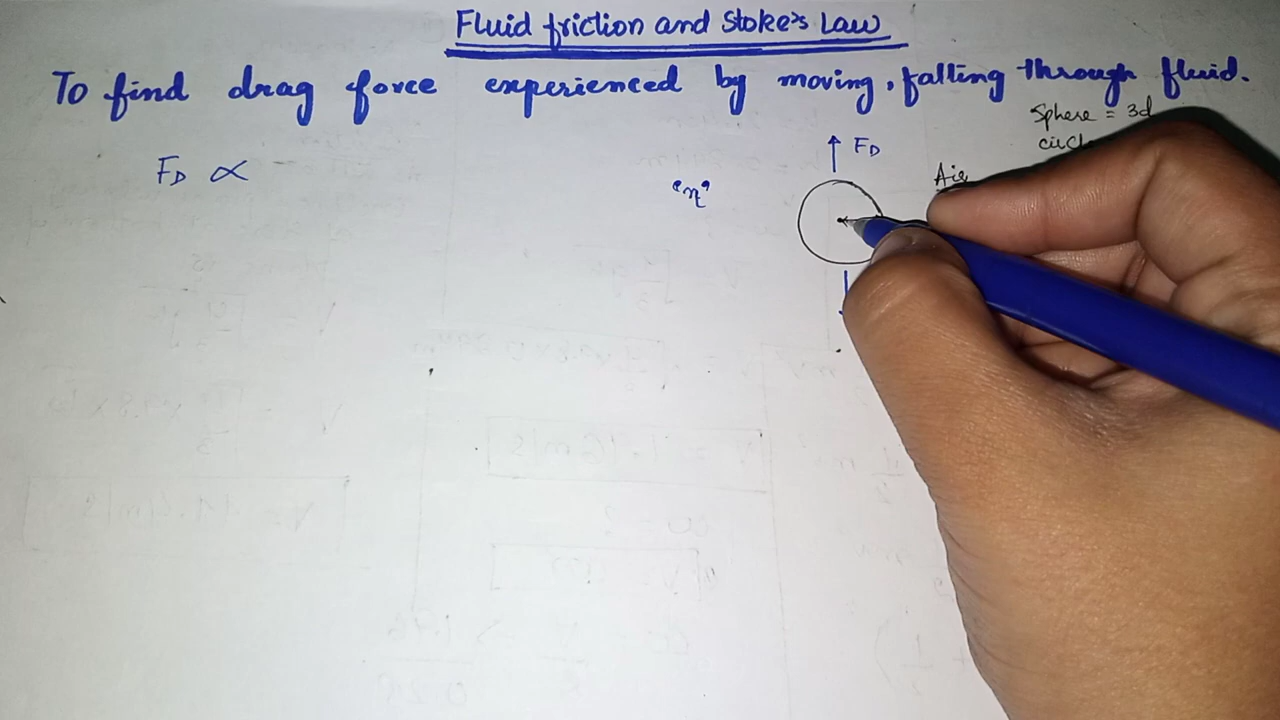 Fluid friction and Stoke's Law
To find drag force experienced by moving, falling through fluid.
Sphere = 3d
F_D ∝
"η"
F_D
Air